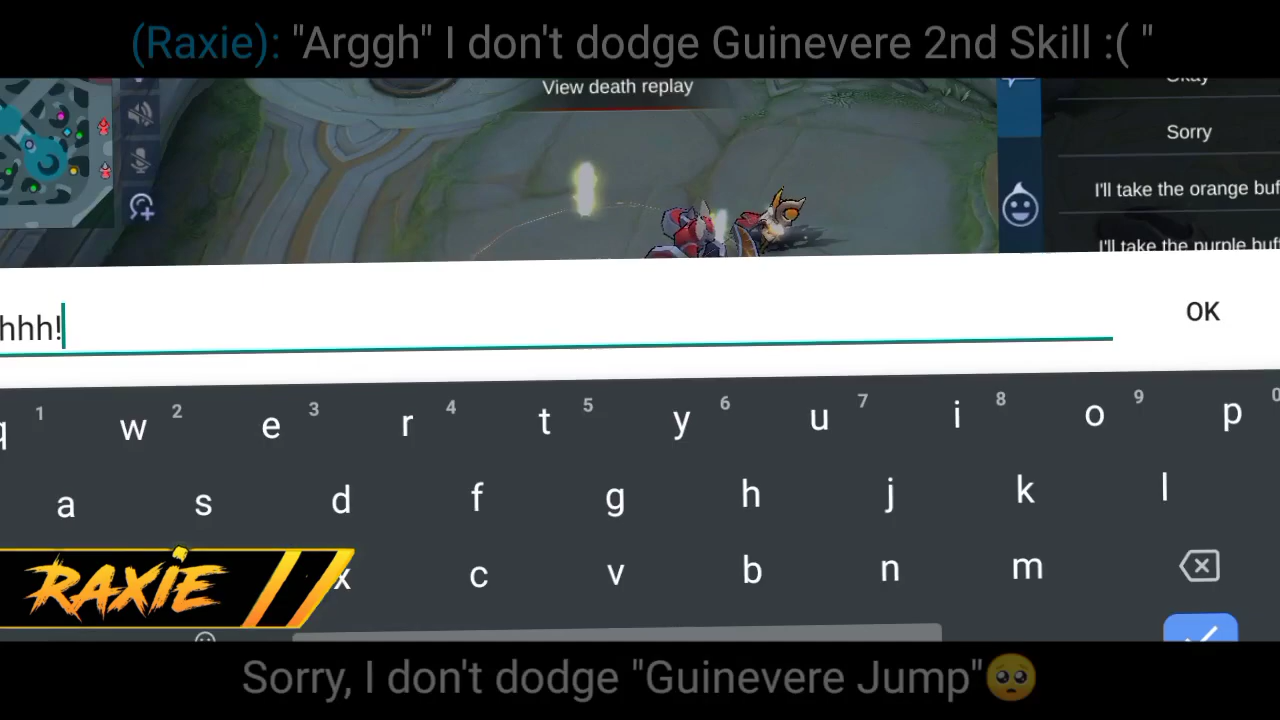 (Raxie): "Arggh" I don't dodge Guinevere 2nd Skill :( "
View death replay
Okay
Sorry
I'll take the orange buf
I'll take the purple buf
hhh!
OK
q 1 w 2 e 3 r 4 t 5 y 6 u 7 i 8 o 9 p 0
a s d f g h j k l
RAXIE
x c v b n m
Sorry, I don't dodge "Guinevere Jump"🥺